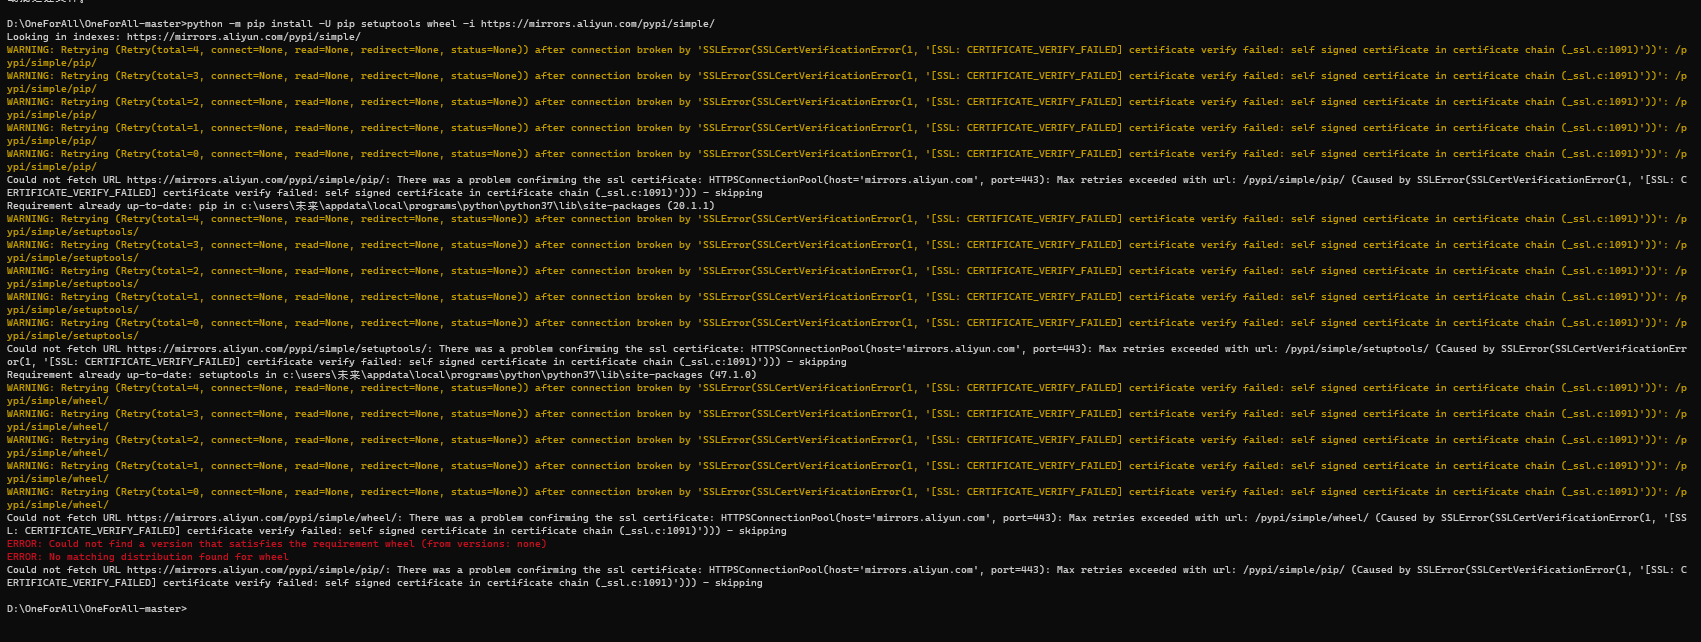 D:\OneForAll\OneForAll-master>python -m pip install -U pip setuptools wheel -i https://mirrors.aliyun.com/pypi/simple/
Looking in indexes: https://mirrors.aliyun.com/pypi/simple/
WARNING: Retrying (Retry(total=4, connect=None, read=None, redirect=None, status=None)) after connection broken by 'SSLError(SSLCertVerificationError(1, '[SSL: CERTIFICATE_VERIFY_FAILED] certificate verify failed: self signed certificate in certificate chain (_ssl.c:1091)'))': /p
ypi/simple/pip/
WARNING: Retrying (Retry(total=3, connect=None, read=None, redirect=None, status=None)) after connection broken by 'SSLError(SSLCertVerificationError(1, '[SSL: CERTIFICATE_VERIFY_FAILED] certificate verify failed: self signed certificate in certificate chain (_ssl.c:1091)'))': /p
ypi/simple/pip/
WARNING: Retrying (Retry(total=2, connect=None, read=None, redirect=None, status=None)) after connection broken by 'SSLError(SSLCertVerificationError(1, '[SSL: CERTIFICATE_VERIFY_FAILED] certificate verify failed: self signed certificate in certificate chain (_ssl.c:1091)'))': /p
ypi/simple/pip/
WARNING: Retrying (Retry(total=1, connect=None, read=None, redirect=None, status=None)) after connection broken by 'SSLError(SSLCertVerificationError(1, '[SSL: CERTIFICATE_VERIFY_FAILED] certificate verify failed: self signed certificate in certificate chain (_ssl.c:1091)'))': /p
ypi/simple/pip/
WARNING: Retrying (Retry(total=0, connect=None, read=None, redirect=None, status=None)) after connection broken by 'SSLError(SSLCertVerificationError(1, '[SSL: CERTIFICATE_VERIFY_FAILED] certificate verify failed: self signed certificate in certificate chain (_ssl.c:1091)'))': /p
ypi/simple/pip/
Could not fetch URL https://mirrors.aliyun.com/pypi/simple/pip/: There was a problem confirming the ssl certificate: HTTPSConnectionPool(host='mirrors.aliyun.com', port=443): Max retries exceeded with url: /pypi/simple/pip/ (Caused by SSLError(SSLCertVerificationError(1, '[SSL: C
ERTIFICATE_VERIFY_FAILED] certificate verify failed: self signed certificate in certificate chain (_ssl.c:1091)'))) - skipping
Requirement already up-to-date: pip in c:\users\未来\appdata\local\programs\python\python37\lib\site-packages (20.1.1)
WARNING: Retrying (Retry(total=4, connect=None, read=None, redirect=None, status=None)) after connection broken by 'SSLError(SSLCertVerificationError(1, '[SSL: CERTIFICATE_VERIFY_FAILED] certificate verify failed: self signed certificate in certificate chain (_ssl.c:1091)'))': /p
ypi/simple/setuptools/
WARNING: Retrying (Retry(total=3, connect=None, read=None, redirect=None, status=None)) after connection broken by 'SSLError(SSLCertVerificationError(1, '[SSL: CERTIFICATE_VERIFY_FAILED] certificate verify failed: self signed certificate in certificate chain (_ssl.c:1091)'))': /p
ypi/simple/setuptools/
WARNING: Retrying (Retry(total=2, connect=None, read=None, redirect=None, status=None)) after connection broken by 'SSLError(SSLCertVerificationError(1, '[SSL: CERTIFICATE_VERIFY_FAILED] certificate verify failed: self signed certificate in certificate chain (_ssl.c:1091)'))': /p
ypi/simple/setuptools/
WARNING: Retrying (Retry(total=1, connect=None, read=None, redirect=None, status=None)) after connection broken by 'SSLError(SSLCertVerificationError(1, '[SSL: CERTIFICATE_VERIFY_FAILED] certificate verify failed: self signed certificate in certificate chain (_ssl.c:1091)'))': /p
ypi/simple/setuptools/
WARNING: Retrying (Retry(total=0, connect=None, read=None, redirect=None, status=None)) after connection broken by 'SSLError(SSLCertVerificationError(1, '[SSL: CERTIFICATE_VERIFY_FAILED] certificate verify failed: self signed certificate in certificate chain (_ssl.c:1091)'))': /p
ypi/simple/setuptools/
Could not fetch URL https://mirrors.aliyun.com/pypi/simple/setuptools/: There was a problem confirming the ssl certificate: HTTPSConnectionPool(host='mirrors.aliyun.com', port=443): Max retries exceeded with url: /pypi/simple/setuptools/ (Caused by SSLError(SSLCertVerificationErr
or(1, '[SSL: CERTIFICATE_VERIFY_FAILED] certificate verify failed: self signed certificate in certificate chain (_ssl.c:1091)'))) - skipping
Requirement already up-to-date: setuptools in c:\users\未来\appdata\local\programs\python\python37\lib\site-packages (47.1.0)
WARNING: Retrying (Retry(total=4, connect=None, read=None, redirect=None, status=None)) after connection broken by 'SSLError(SSLCertVerificationError(1, '[SSL: CERTIFICATE_VERIFY_FAILED] certificate verify failed: self signed certificate in certificate chain (_ssl.c:1091)'))': /p
ypi/simple/wheel/
WARNING: Retrying (Retry(total=3, connect=None, read=None, redirect=None, status=None)) after connection broken by 'SSLError(SSLCertVerificationError(1, '[SSL: CERTIFICATE_VERIFY_FAILED] certificate verify failed: self signed certificate in certificate chain (_ssl.c:1091)'))': /p
ypi/simple/wheel/
WARNING: Retrying (Retry(total=2, connect=None, read=None, redirect=None, status=None)) after connection broken by 'SSLError(SSLCertVerificationError(1, '[SSL: CERTIFICATE_VERIFY_FAILED] certificate verify failed: self signed certificate in certificate chain (_ssl.c:1091)'))': /p
ypi/simple/wheel/
WARNING: Retrying (Retry(total=1, connect=None, read=None, redirect=None, status=None)) after connection broken by 'SSLError(SSLCertVerificationError(1, '[SSL: CERTIFICATE_VERIFY_FAILED] certificate verify failed: self signed certificate in certificate chain (_ssl.c:1091)'))': /p
ypi/simple/wheel/
WARNING: Retrying (Retry(total=0, connect=None, read=None, redirect=None, status=None)) after connection broken by 'SSLError(SSLCertVerificationError(1, '[SSL: CERTIFICATE_VERIFY_FAILED] certificate verify failed: self signed certificate in certificate chain (_ssl.c:1091)'))': /p
ypi/simple/wheel/
Could not fetch URL https://mirrors.aliyun.com/pypi/simple/wheel/: There was a problem confirming the ssl certificate: HTTPSConnectionPool(host='mirrors.aliyun.com', port=443): Max retries exceeded with url: /pypi/simple/wheel/ (Caused by SSLError(SSLCertVerificationError(1, '[SS
L: CERTIFICATE_VERIFY_FAILED] certificate verify failed: self signed certificate in certificate chain (_ssl.c:1091)'))) - skipping
ERROR: Could not find a version that satisfies the requirement wheel (from versions: none)
ERROR: No matching distribution found for wheel
Could not fetch URL https://mirrors.aliyun.com/pypi/simple/pip/: There was a problem confirming the ssl certificate: HTTPSConnectionPool(host='mirrors.aliyun.com', port=443): Max retries exceeded with url: /pypi/simple/pip/ (Caused by SSLError(SSLCertVerificationError(1, '[SSL: C
ERTIFICATE_VERIFY_FAILED] certificate verify failed: self signed certificate in certificate chain (_ssl.c:1091)'))) - skipping
D:\OneForAll\OneForAll-master>